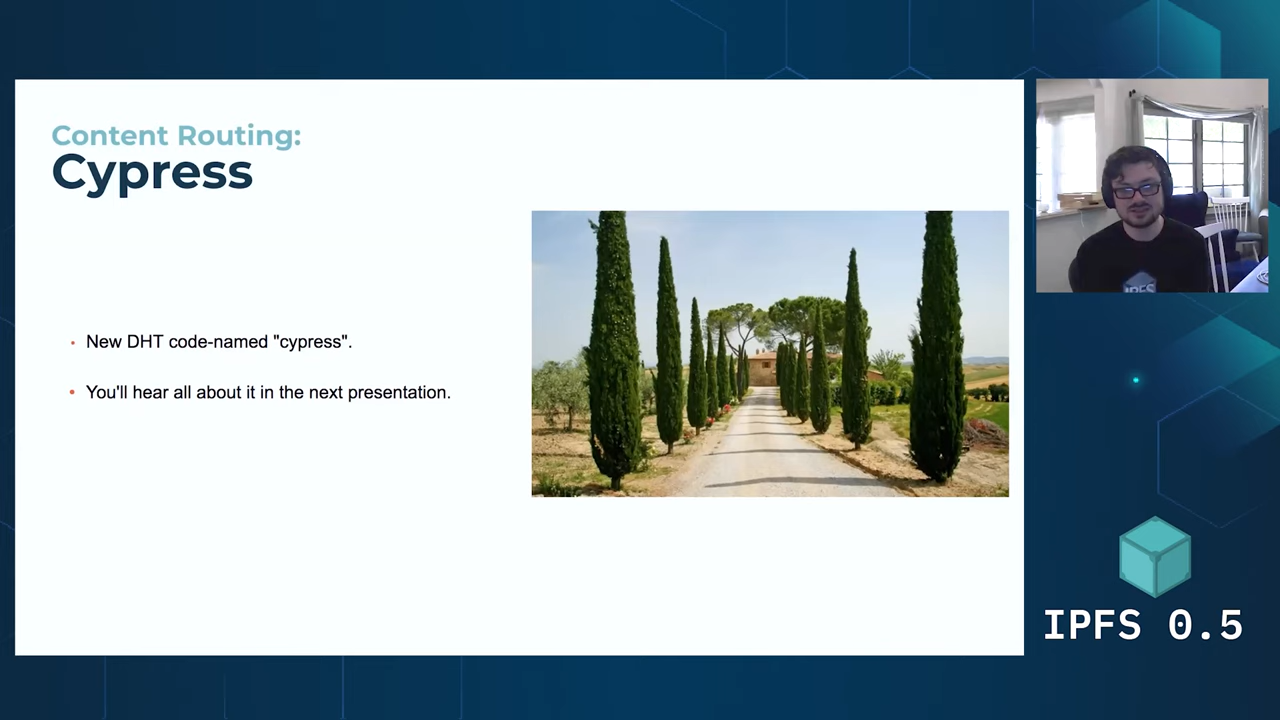 Content Routing:
Cypress
• New DHT code-named "cypress".
• You'll hear all about it in the next presentation.
IPFS
IPFS 0.5